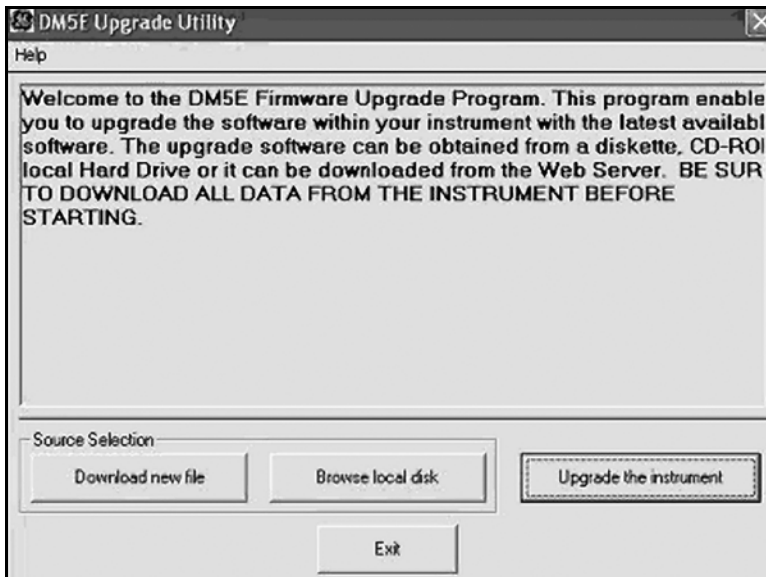 DM5E Upgrade Utility
Help
Welcome to the DM5E Firmware Upgrade Program. This program enable
you to upgrade the software within your instrument with the latest availabl
software. The upgrade software can be obtained from a diskette, CD-RO
local Hard Drive or it can be downloaded from the Web Server. BE SUR
TO DOWNLOAD ALL DATA FROM THE INSTRUMENT BEFORE
STARTING.
Source Selection
Download new file
Browse local disk
Upgrade the instrument
Exit